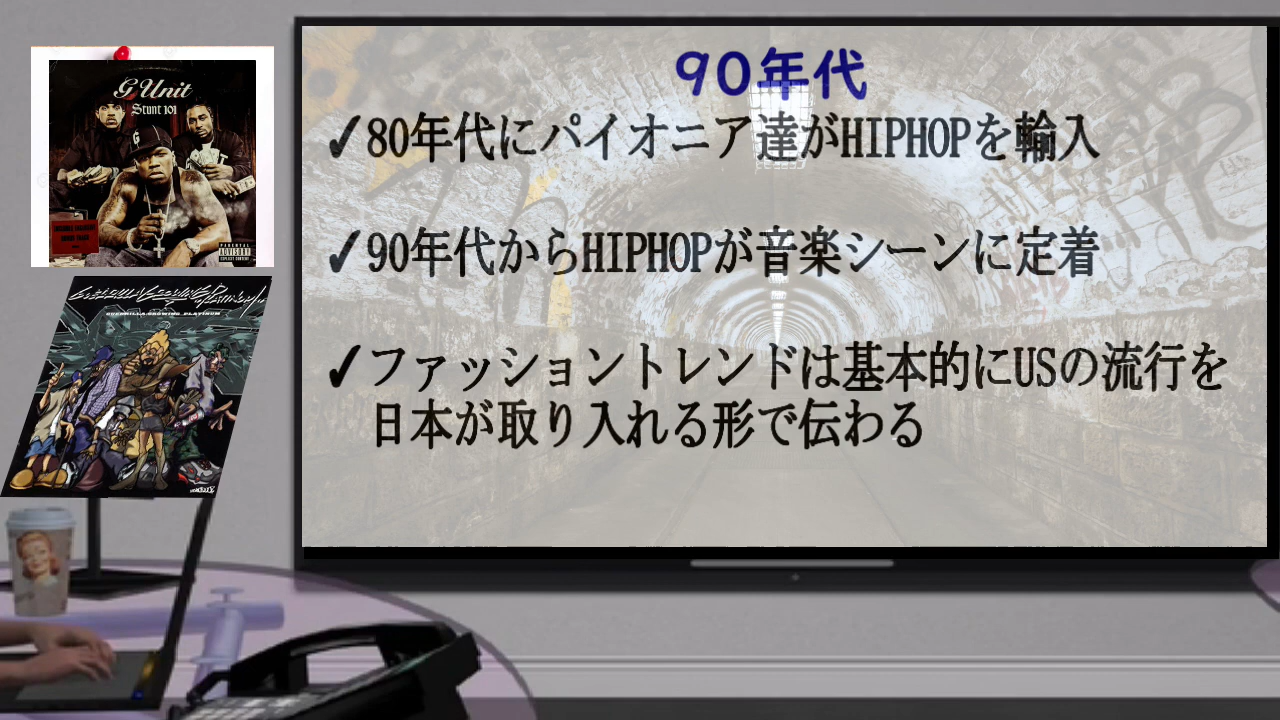 90年代
✓80年代にパイオニア達がHIPHOPを輸入
✓90年代からHIPHOPが音楽シーンに定着
✓ファッショントレンドは基本的にUSの流行を
日本が取り入れる形で伝わる
G Unit
Stunt 101
PARENTAL
ADVISORY
EXPLICIT CONTENT
GUERRILLA GROWING PLATINUM